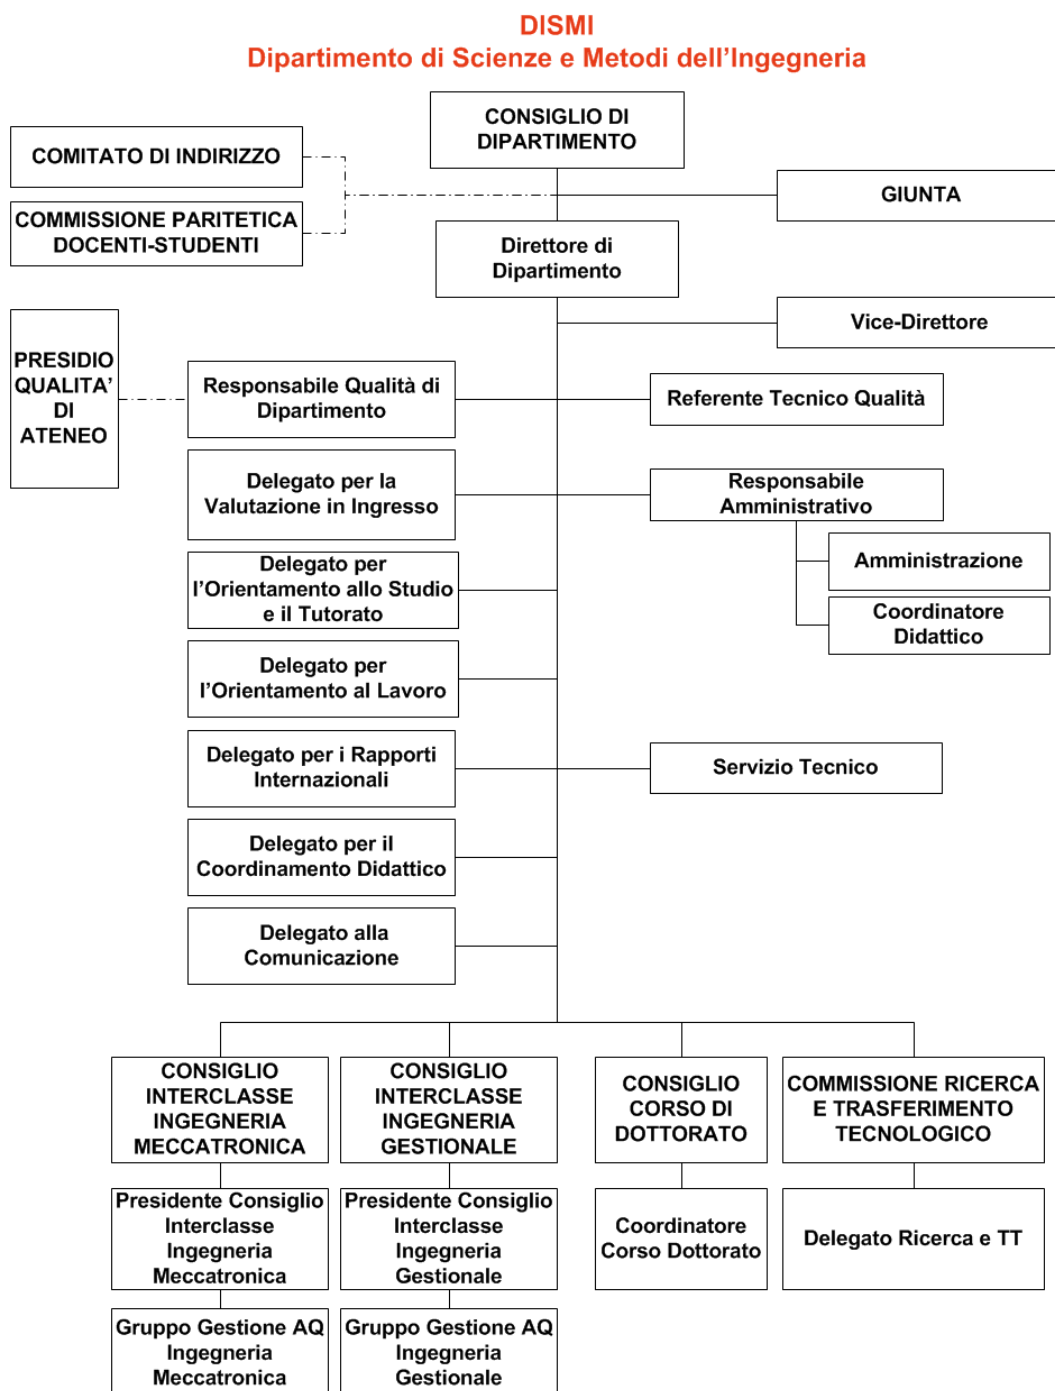 DISMI
Dipartimento di Scienze e Metodi dell'Ingegneria
CONSIGLIO DI
DIPARTIMENTO
COMITATO DI INDIRIZZO
GIUNTA
COMMISSIONE PARITETICA
DOCENTI-STUDENTI
Direttore di
Dipartimento
Vice-Direttore
PRESIDIO
QUALITA'
DI
ATENEO
Responsabile Qualità di
Dipartimento
Referente Tecnico Qualità
Delegato per la
Valutazione in Ingresso
Responsabile
Amministrativo
Amministrazione
Coordinatore
Didattico
Delegato per
l'Orientamento allo Studio
e il Tutorato
Delegato per
l'Orientamento al Lavoro
Delegato per i Rapporti
Internazionali
Servizio Tecnico
Delegato per il
Coordinamento Didattico
Delegato alla
Comunicazione
CONSIGLIO
INTERCLASSE
INGEGNERIA
MECCATRONICA
CONSIGLIO
INTERCLASSE
INGEGNERIA
GESTIONALE
CONSIGLIO
CORSO DI
DOTTORATO
COMMISSIONE RICERCA
E TRASFERIMENTO
TECNOLOGICO
Presidente Consiglio
Interclasse
Ingegneria
Meccatronica
Presidente Consiglio
Interclasse
Ingegneria
Gestionale
Coordinatore
Corso Dottorato
Delegato Ricerca e TT
Gruppo Gestione AQ
Ingegneria
Meccatronica
Gruppo Gestione AQ
Ingegneria
Gestionale